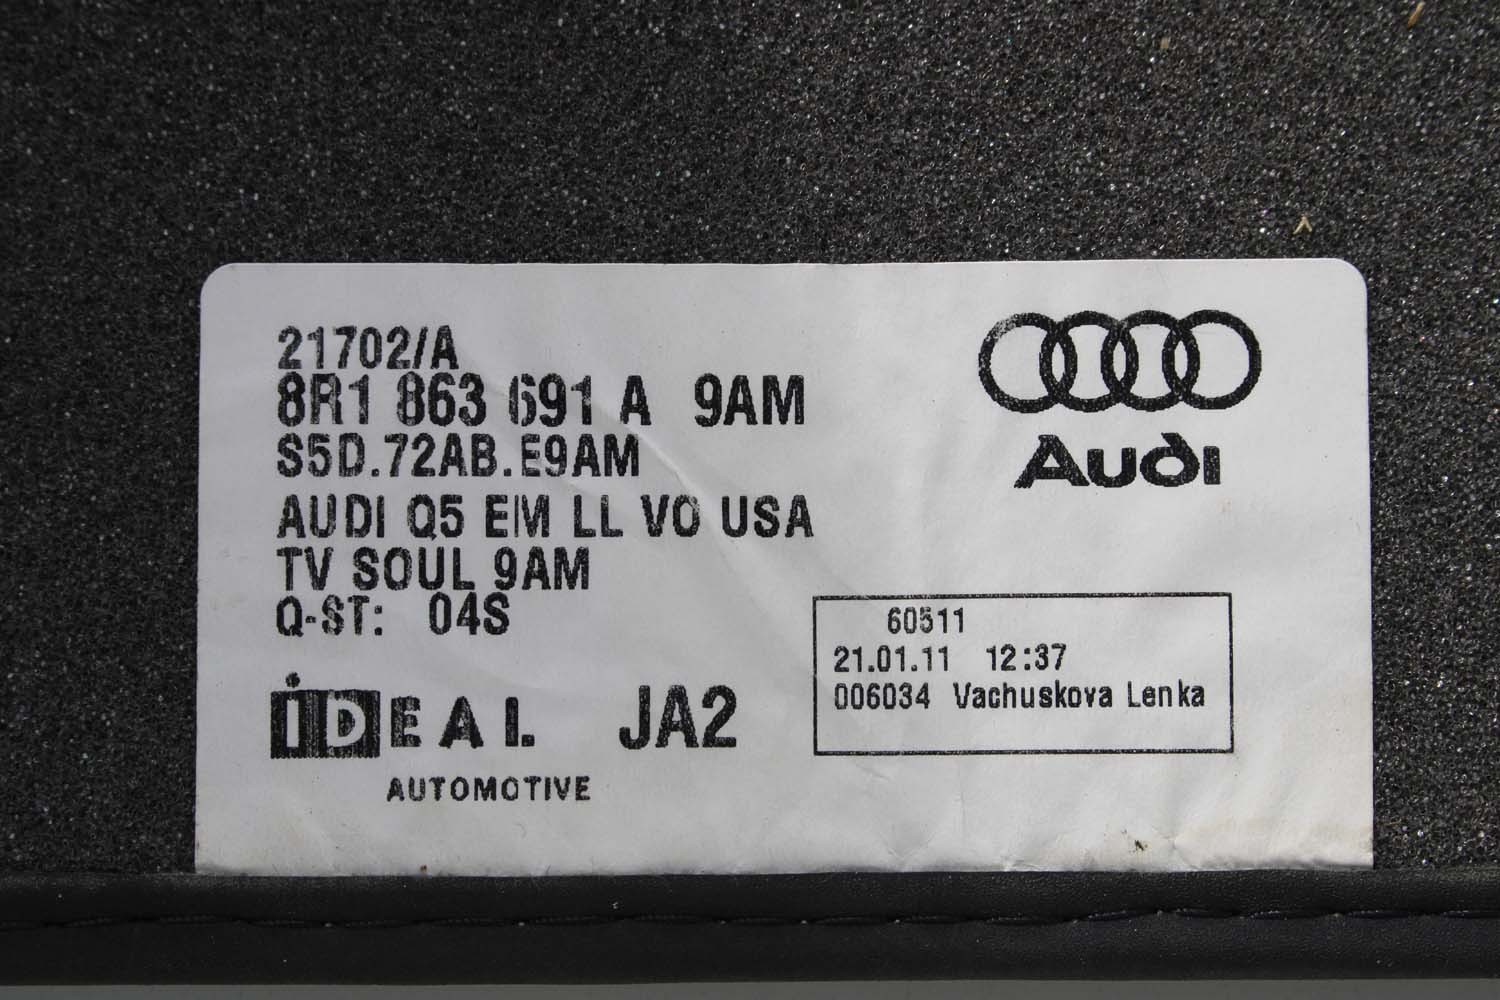 21702/A
8R1 863 691 A 9AM
S5D.72AB.E9AM
AUDI Q5 EM LL VO USA
TV SOUL 9AM
Q-ST: 04S
iDEAL
AUTOMOTIVE
JA2
Audi
60511
21.01.11 12:37
006034 Vachuskova Lenka